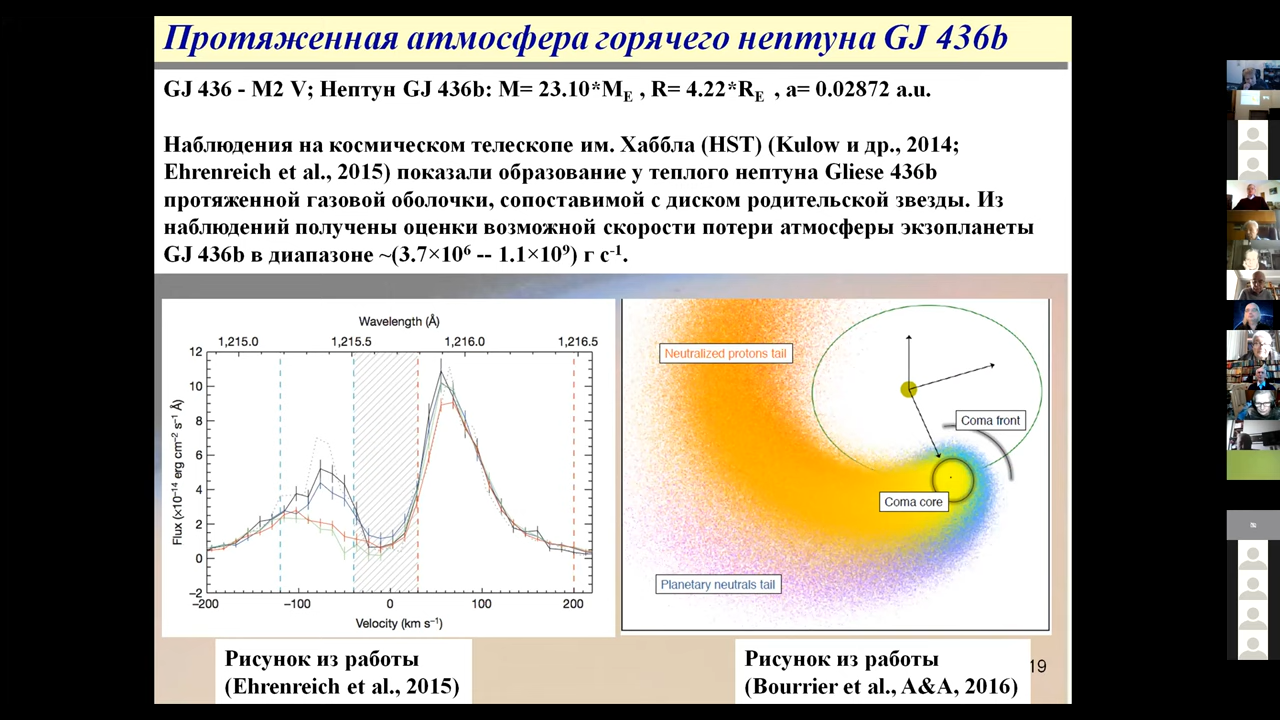 Протяженная атмосфера горячего нептуна GJ 436b
GJ 436 - M2 V; Нептун GJ 436b: M= 23.10*M_E , R= 4.22*R_E , a= 0.02872 a.u.
Наблюдения на космическом телескопе им. Хаббла (HST) (Kulow и др., 2014;
Ehrenreich et al., 2015) показали образование у теплого нептуна Gliese 436b
протяженной газовой оболочки, сопоставимой с диском родительской звезды. Из
наблюдений получены оценки возможной скорости потери атмосферы экзопланеты
GJ 436b в диапазоне ~(3.7×10⁶ -- 1.1×10⁹) г с⁻¹.
Wavelength (Å)
1,215.0 1,215.5 1,216.0 1,216.5
Flux (×10⁻¹⁴ erg cm⁻² s⁻¹ Å)
12
10
8
6
4
2
0
−2
−200 −100 0 100 200
Velocity (km s⁻¹)
Neutralized protons tail
Coma front
Coma core
Planetary neutrals tail
Рисунок из работы
(Ehrenreich et al., 2015)
Рисунок из работы
(Bourrier et al., A&A, 2016)
19